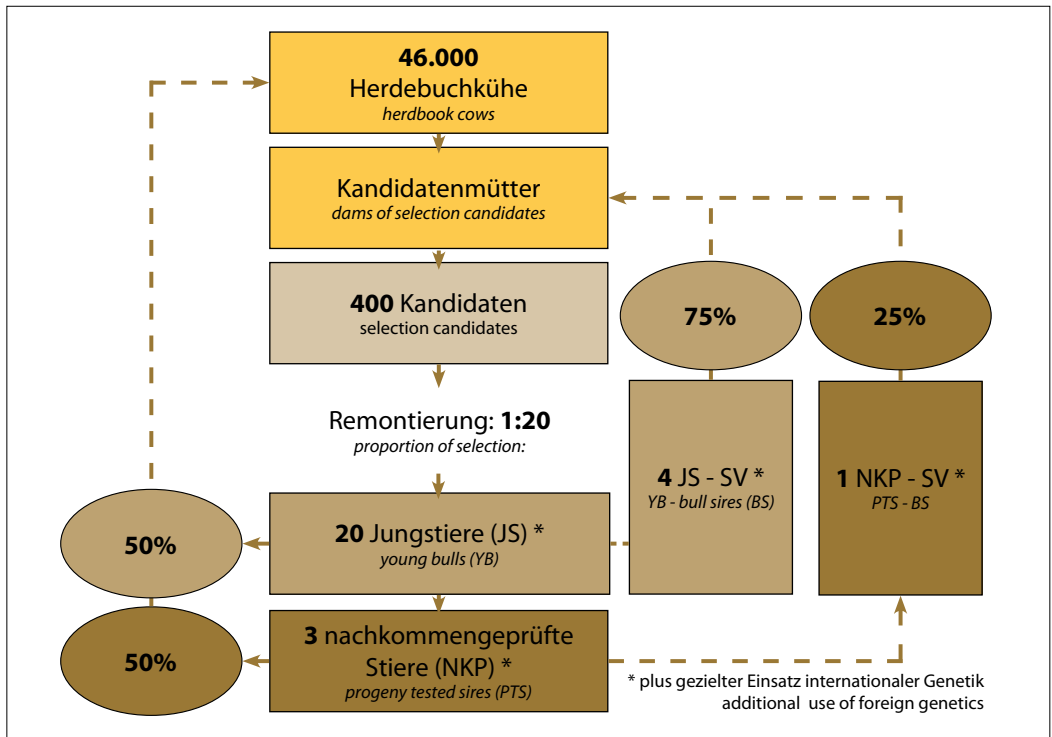 46.000
Herdebuchkühe
herdbook cows
Kandidatenmütter
dams of selection candidates
400 Kandidaten
selection candidates
75%
25%
Remontierung: 1:20
proportion of selection:
4 JS - SV *
YB - bull sires (BS)
1 NKP - SV *
PTS - BS
50%
20 Jungstiere (JS) *
young bulls (YB)
50%
3 nachkommengeprüfte
Stiere (NKP) *
progeny tested sires (PTS)
* plus gezielter Einsatz internationaler Genetik
additional use of foreign genetics